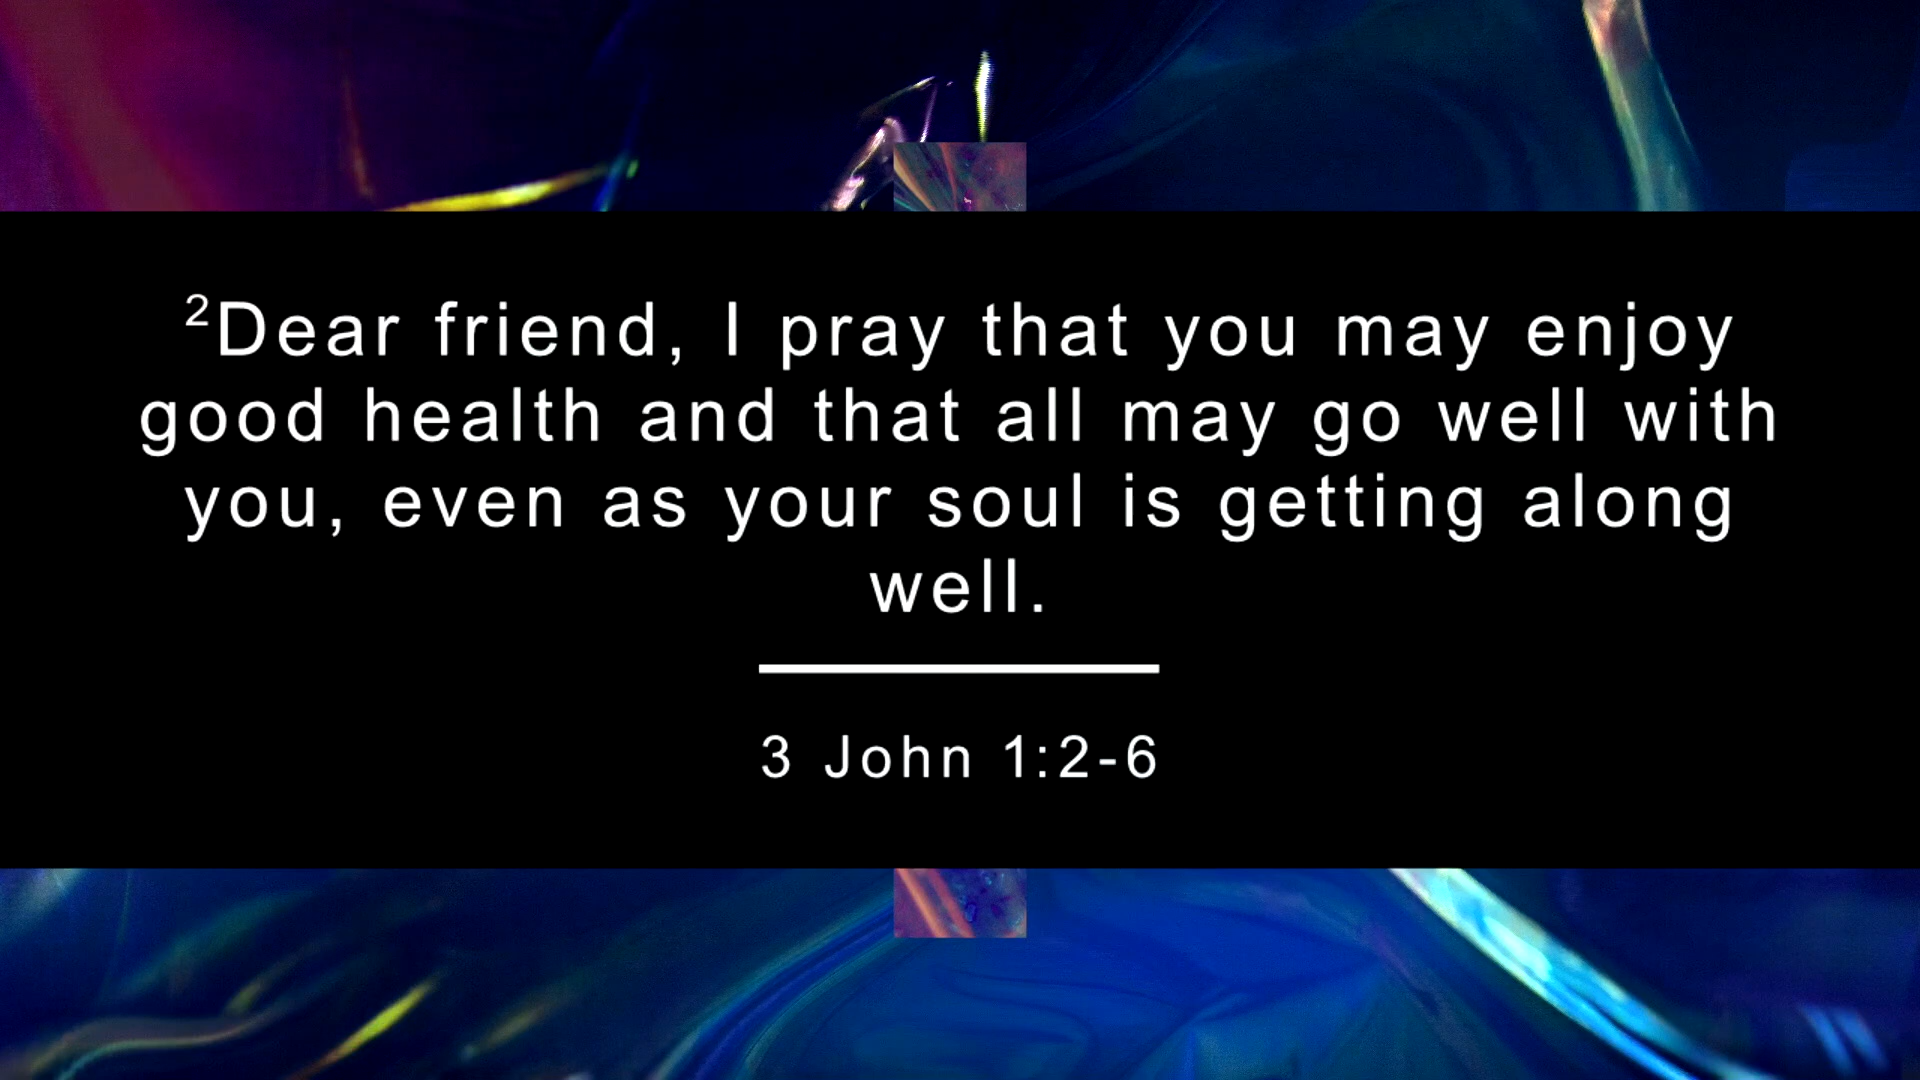 ²Dear friend, I pray that you may enjoy
good health and that all may go well with
you, even as your soul is getting along
well.
3 John 1:2-6